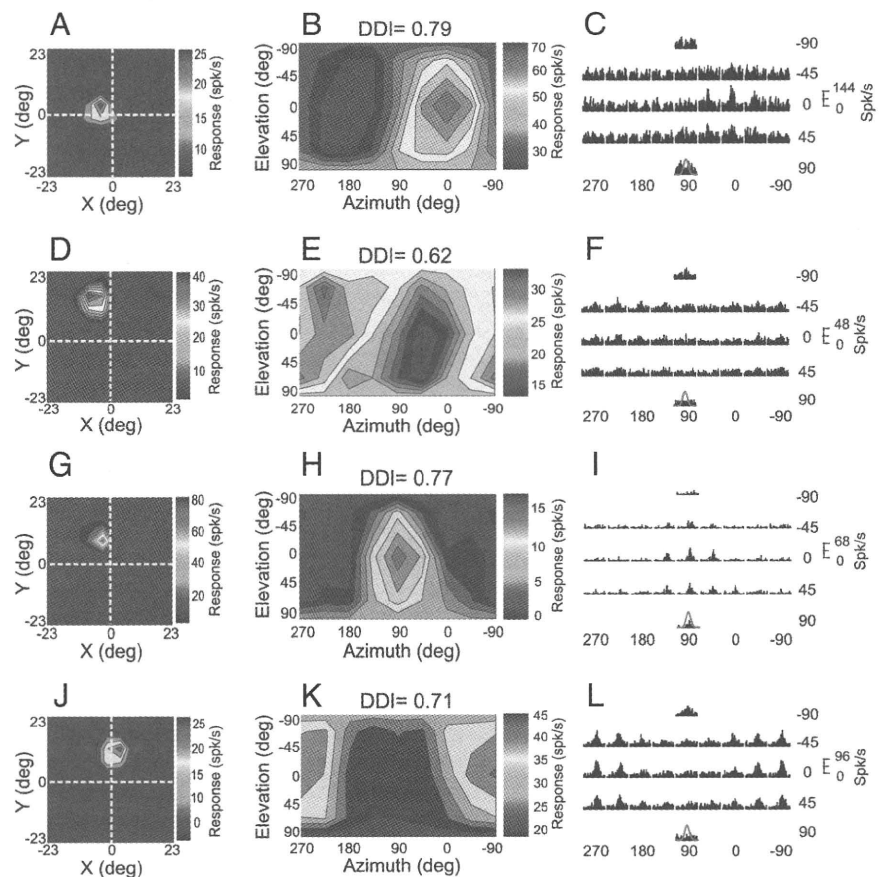 A
B
C
DDI= 0.79
23
0
-23
Y (deg)
-23 0 23
X (deg)
25
20
15
10
Response (spk/s)
-90
-45
0
45
90
Elevation (deg)
270 180 90 0 -90
Azimuth (deg)
70
60
50
40
30
Response (spk/s)
-90
-45
0
45
90
144
0
Spk/s
270 180 90 0 -90
D
E
F
DDI= 0.62
23
0
-23
Y (deg)
-23 0 23
X (deg)
40
30
20
10
Response (spk/s)
-90
-45
0
45
90
Elevation (deg)
270 180 90 0 -90
Azimuth (deg)
30
25
20
15
Response (spk/s)
-90
-45
0
45
90
48
0
Spk/s
270 180 90 0 -90
G
H
I
DDI= 0.77
23
0
-23
Y (deg)
-23 0 23
X (deg)
80
60
40
20
Response (spk/s)
-90
-45
0
45
90
Elevation (deg)
270 180 90 0 -90
Azimuth (deg)
15
10
5
0
Response (spk/s)
-90
-45
0
45
90
68
0
Spk/s
270 180 90 0 -90
J
K
L
DDI= 0.71
23
0
-23
Y (deg)
-23 0 23
X (deg)
25
20
15
10
5
0
Response (spk/s)
-90
-45
0
45
90
Elevation (deg)
270 180 90 0 -90
Azimuth (deg)
45
40
35
30
25
20
Response (spk/s)
-90
-45
0
45
90
96
0
Spk/s
270 180 90 0 -90